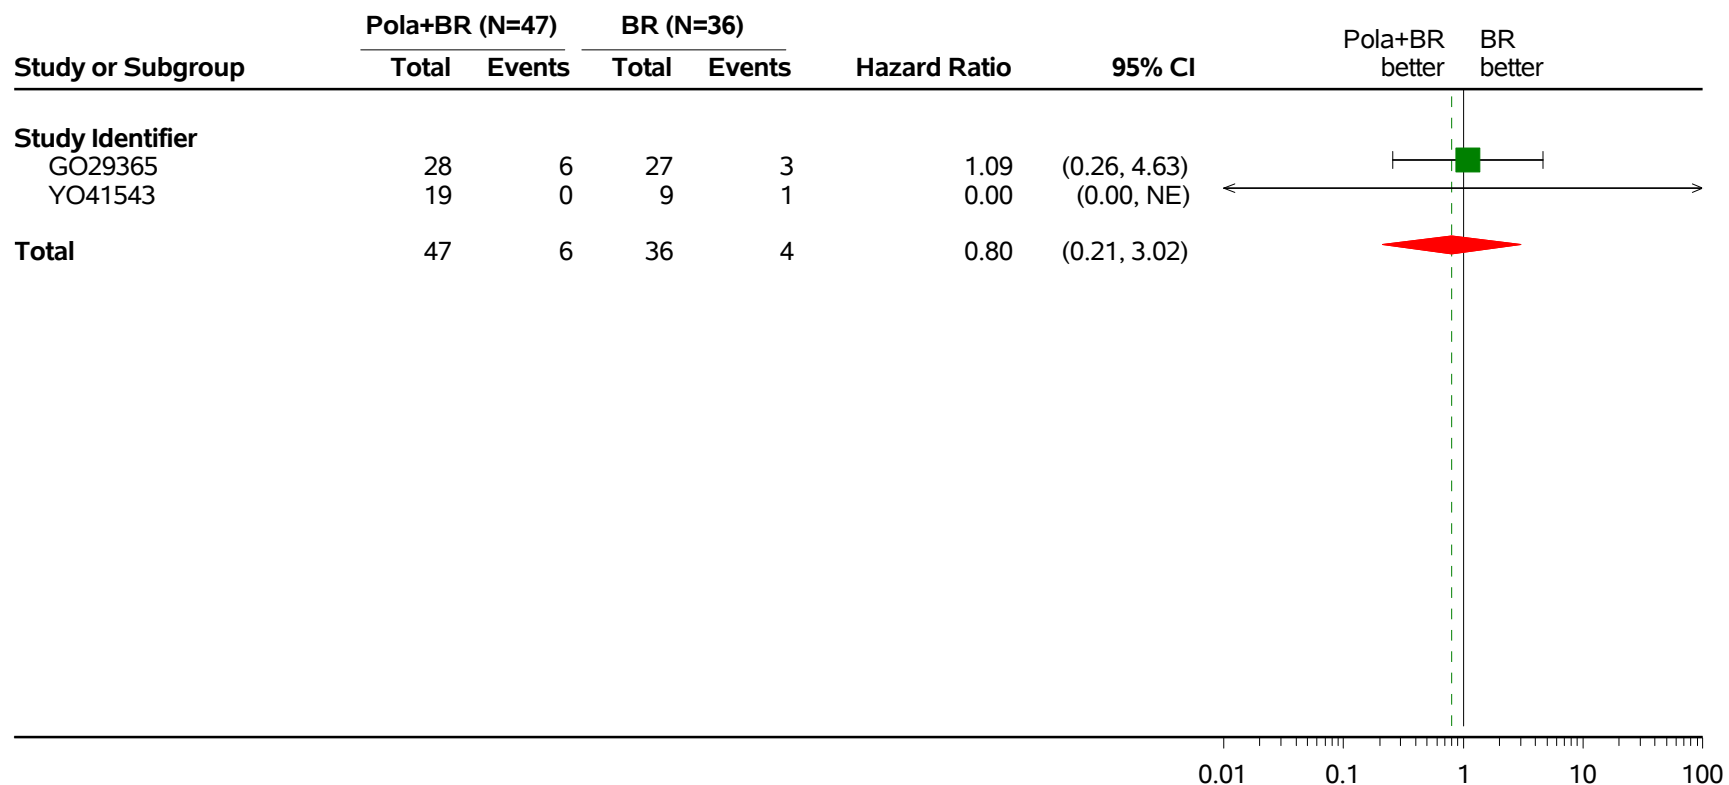 Pola+BR (N=47) BR (N=36) Pola+BR BR
Study or Subgroup Total Events Total Events Hazard Ratio 95% CI better better
Study Identifier
GO29365 28 6 27 3 1.09 (0.26, 4.63)
YO41543 19 0 9 1 0.00 (0.00, NE)
Total 47 6 36 4 0.80 (0.21, 3.02)
0.01 0.1 1 10 100